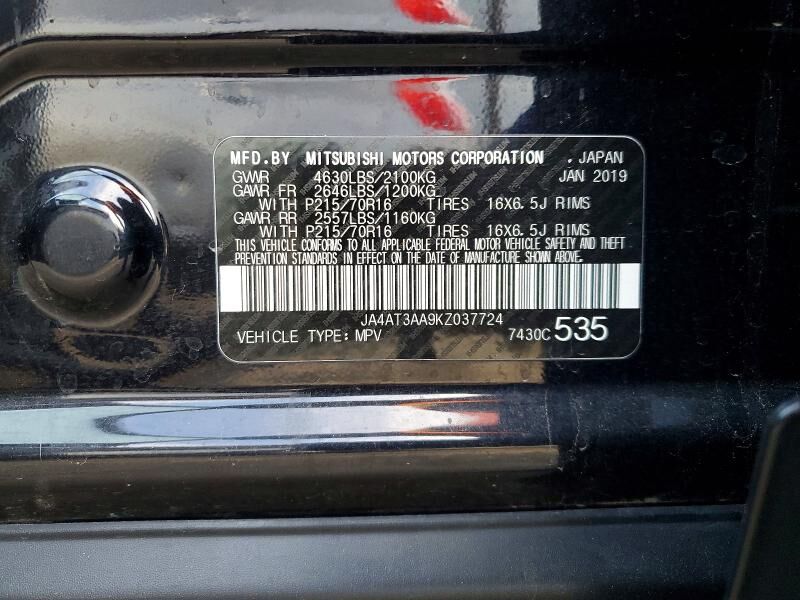 MFD.BY MITSUBISHI MOTORS CORPORATION . JAPAN
GVWR 4630LBS/2100KG JAN 2019
GAWR FR 2646LBS/1200KG
WITH P215/70R16 TIRES 16X6.5J RIMS
GAWR RR 2557LBS/1160KG
WITH P215/70R16 TIRES 16X6.5J RIMS
THIS VEHICLE CONFORMS TO ALL APPLICABLE FEDERAL MOTOR VEHICLE SAFETY AND THEFT
PREVENTION STANDARDS IN EFFECT ON THE DATE OF MANUFACTURE SHOWN ABOVE.
JA4AT3AA9KZ037724
VEHICLE TYPE:MPV 7430C 535